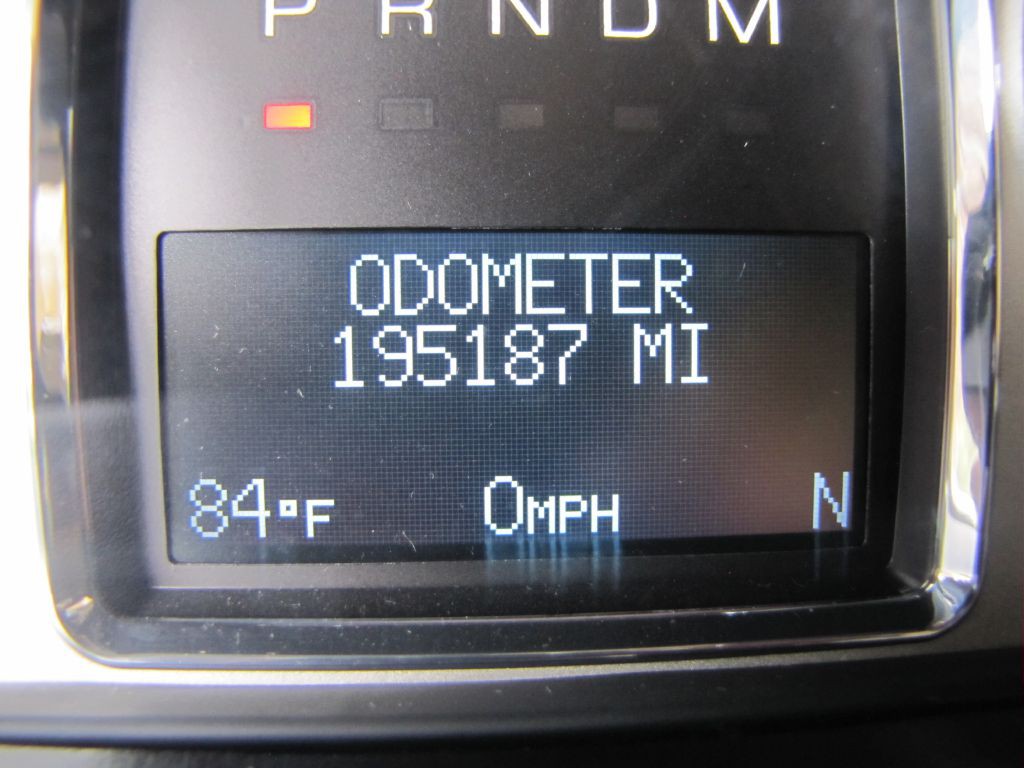 P R N D M
ODOMETER
195187 MI
84°F 0MPH N